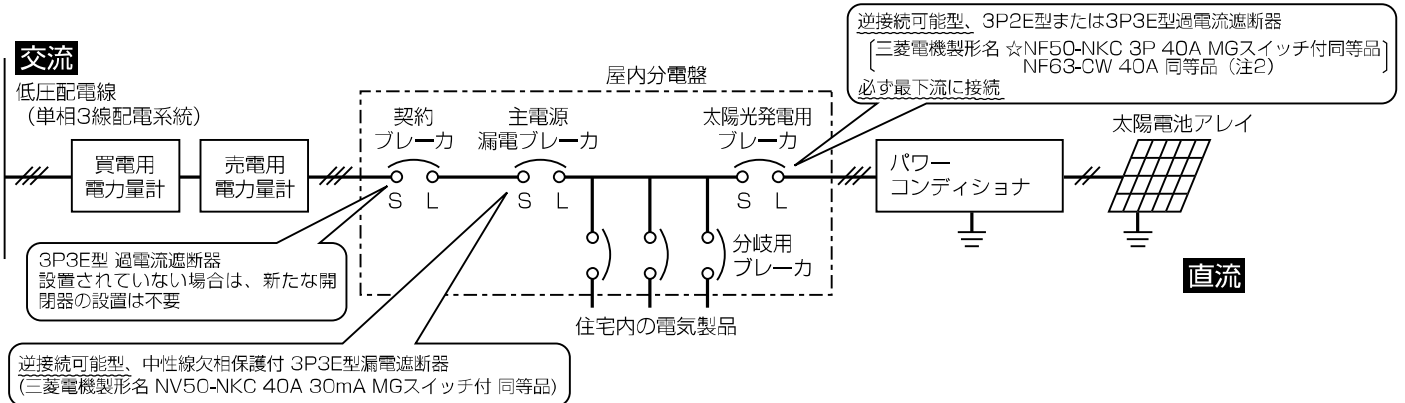 交流
低圧配電線
（単相3線配電系統）
買電用
電力量計
売電用
電力量計
屋内分電盤
契約
ブレーカ
主電源
漏電ブレーカ
太陽光発電用
ブレーカ
S L
S L
S L
逆接続可能型、3P2E型または3P3E型過電流遮断器
三菱電機製形名 ☆NF50-NKC 3P 40A MGスイッチ付同等品
NF63-CW 40A 同等品（注2）
必ず最下流に接続
パワー
コンディショナ
太陽電池アレイ
直流
分岐用
ブレーカ
住宅内の電気製品
3P3E型 過電流遮断器
設置されていない場合は、新たな開
閉器の設置は不要
逆接続可能型、中性線欠相保護付 3P3E型漏電遮断器
(三菱電機製形名 NV50-NKC 40A 30mA MGスイッチ付 同等品)